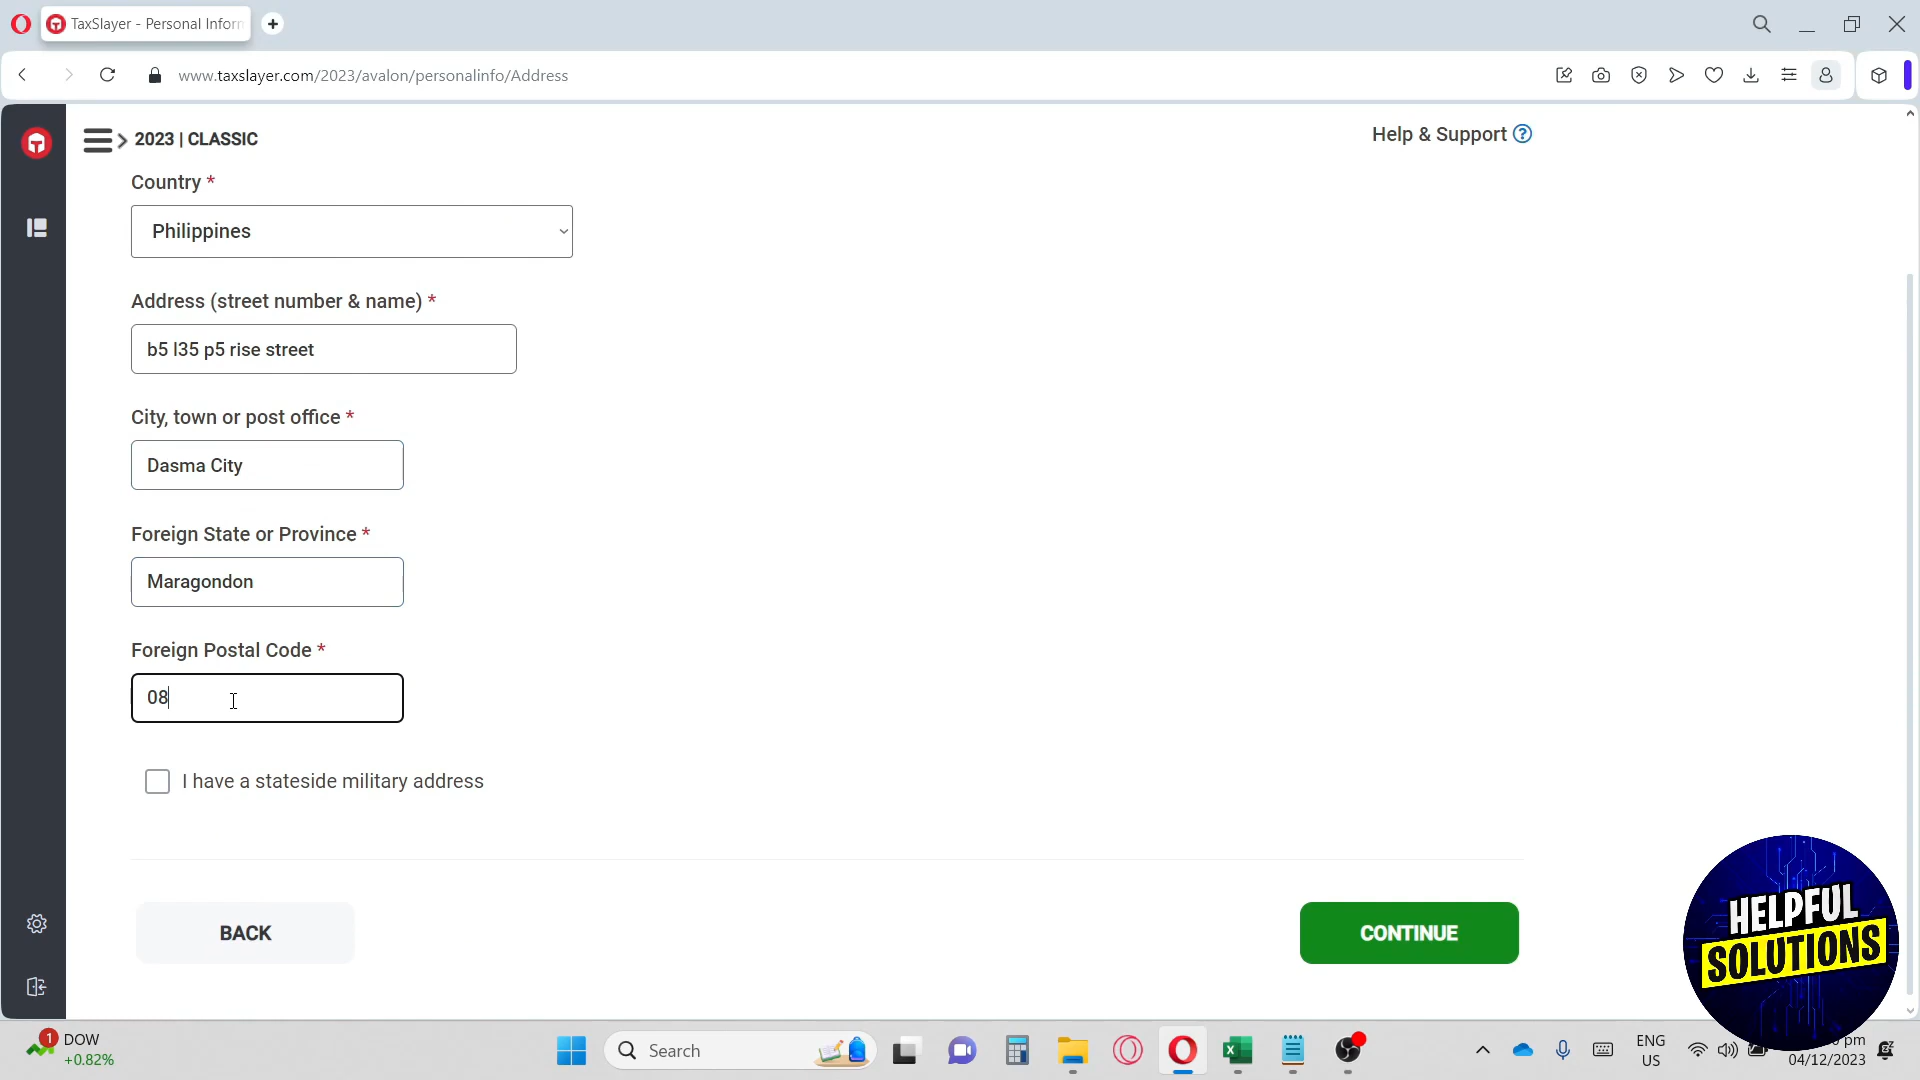 TaxSlayer - Personal Inform
www.taxslayer.com/2023/avalon/personalinfo/Address
2023 | CLASSIC
Help & Support
Country *
Philippines
Address (street number & name) *
b5 l35 p5 rise street
City, town or post office *
Dasma City
Foreign State or Province *
Maragondon
Foreign Postal Code *
08
I have a stateside military address
BACK
CONTINUE
HELPFUL
SOLUTIONS
1
DOW
+0.82%
Search
ENG
US
pm
04/12/2023